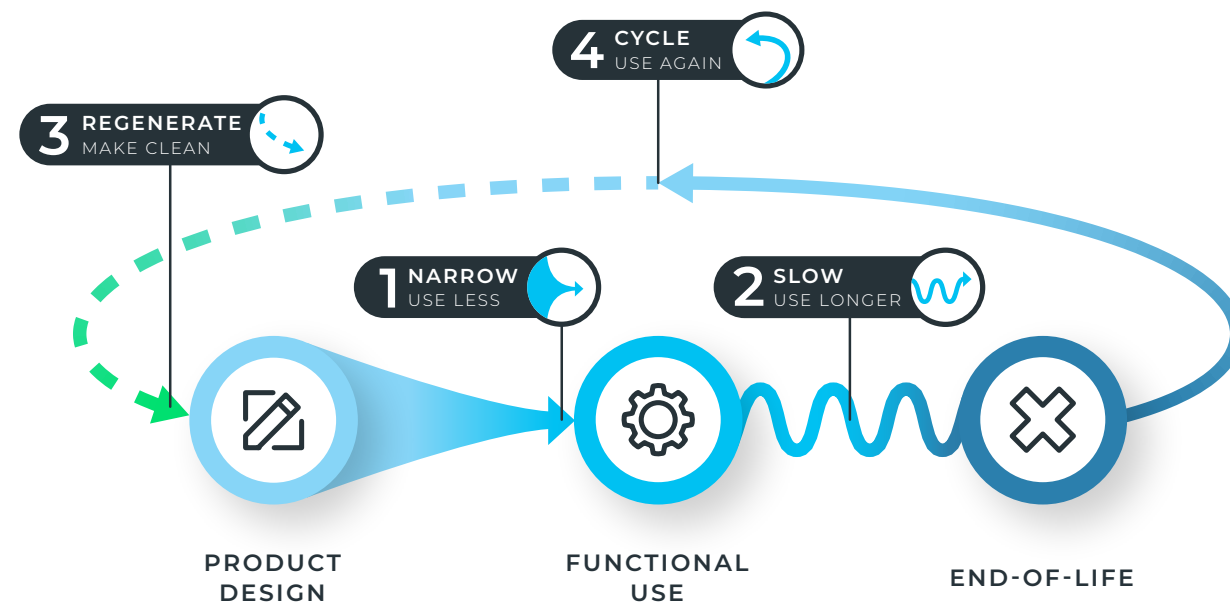 4 CYCLE
USE AGAIN
3 REGENERATE
MAKE CLEAN
1 NARROW
USE LESS
2 SLOW
USE LONGER
PRODUCT
DESIGN
FUNCTIONAL
USE
END-OF-LIFE